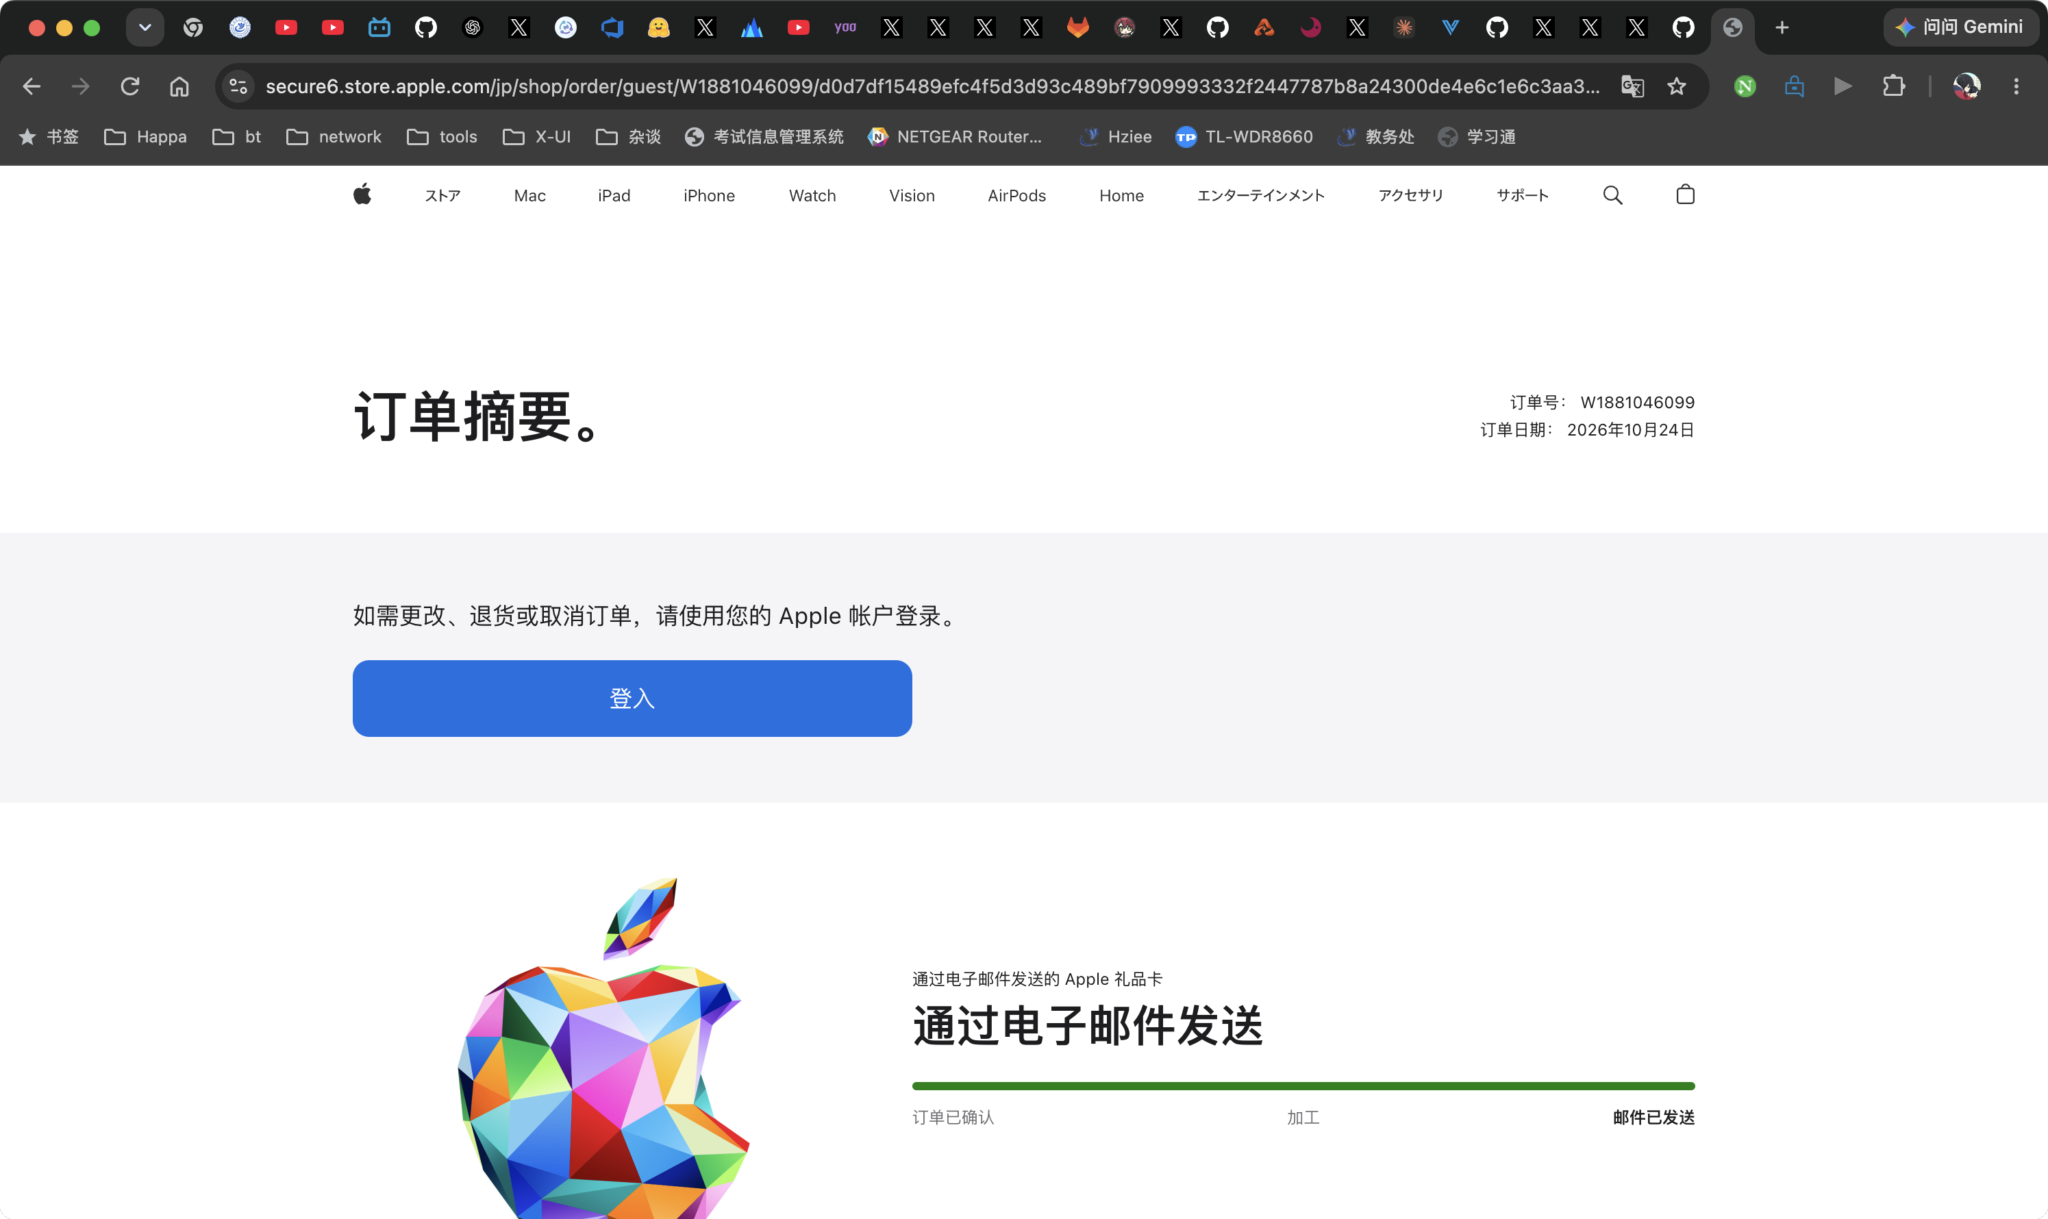 yoo
问问 Gemini
secure6.store.apple.com/jp/shop/order/guest/W1881046099/d0d7df15489efc4f5d3d93c489bf7909993332f2447787b8a24300de4e6c1e6c3aa3...
书签 Happa bt network tools X-UI 杂谈 考试信息管理系统 NETGEAR Router... Hziee TL-WDR8660 教务处 学习通
ストア Mac iPad iPhone Watch Vision AirPods Home エンターテインメント アクセサリ サポート
订单摘要。
订单号： W1881046099
订单日期： 2026年10月24日
如需更改、退货或取消订单，请使用您的 Apple 帐户登录。
登入
通过电子邮件发送的 Apple 礼品卡
通过电子邮件发送
订单已确认 加工 邮件已发送